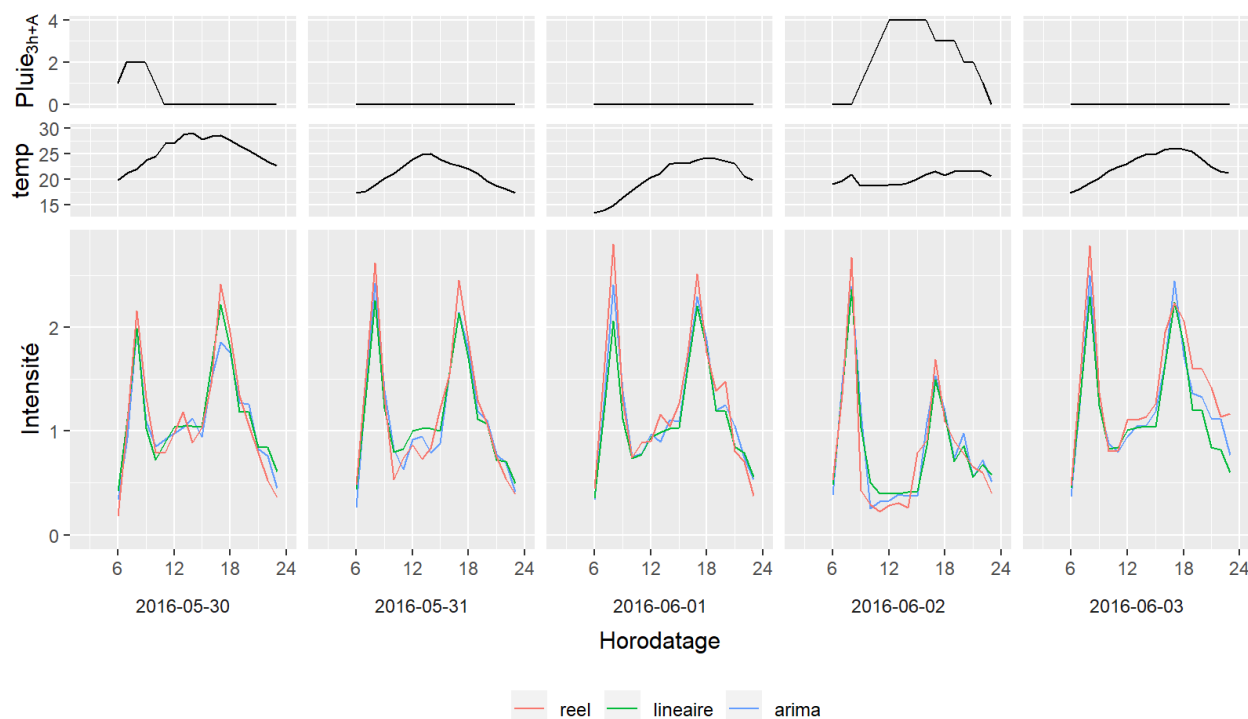 Pluie3h+A
4
2
0
temp
30
25
20
15
Intensité
2
1
0
6 12 18 24 6 12 18 24 6 12 18 24 6 12 18 24 6 12 18 24
2016-05-30 2016-05-31 2016-06-01 2016-06-02 2016-06-03
Horodatage
reel lineaire arima